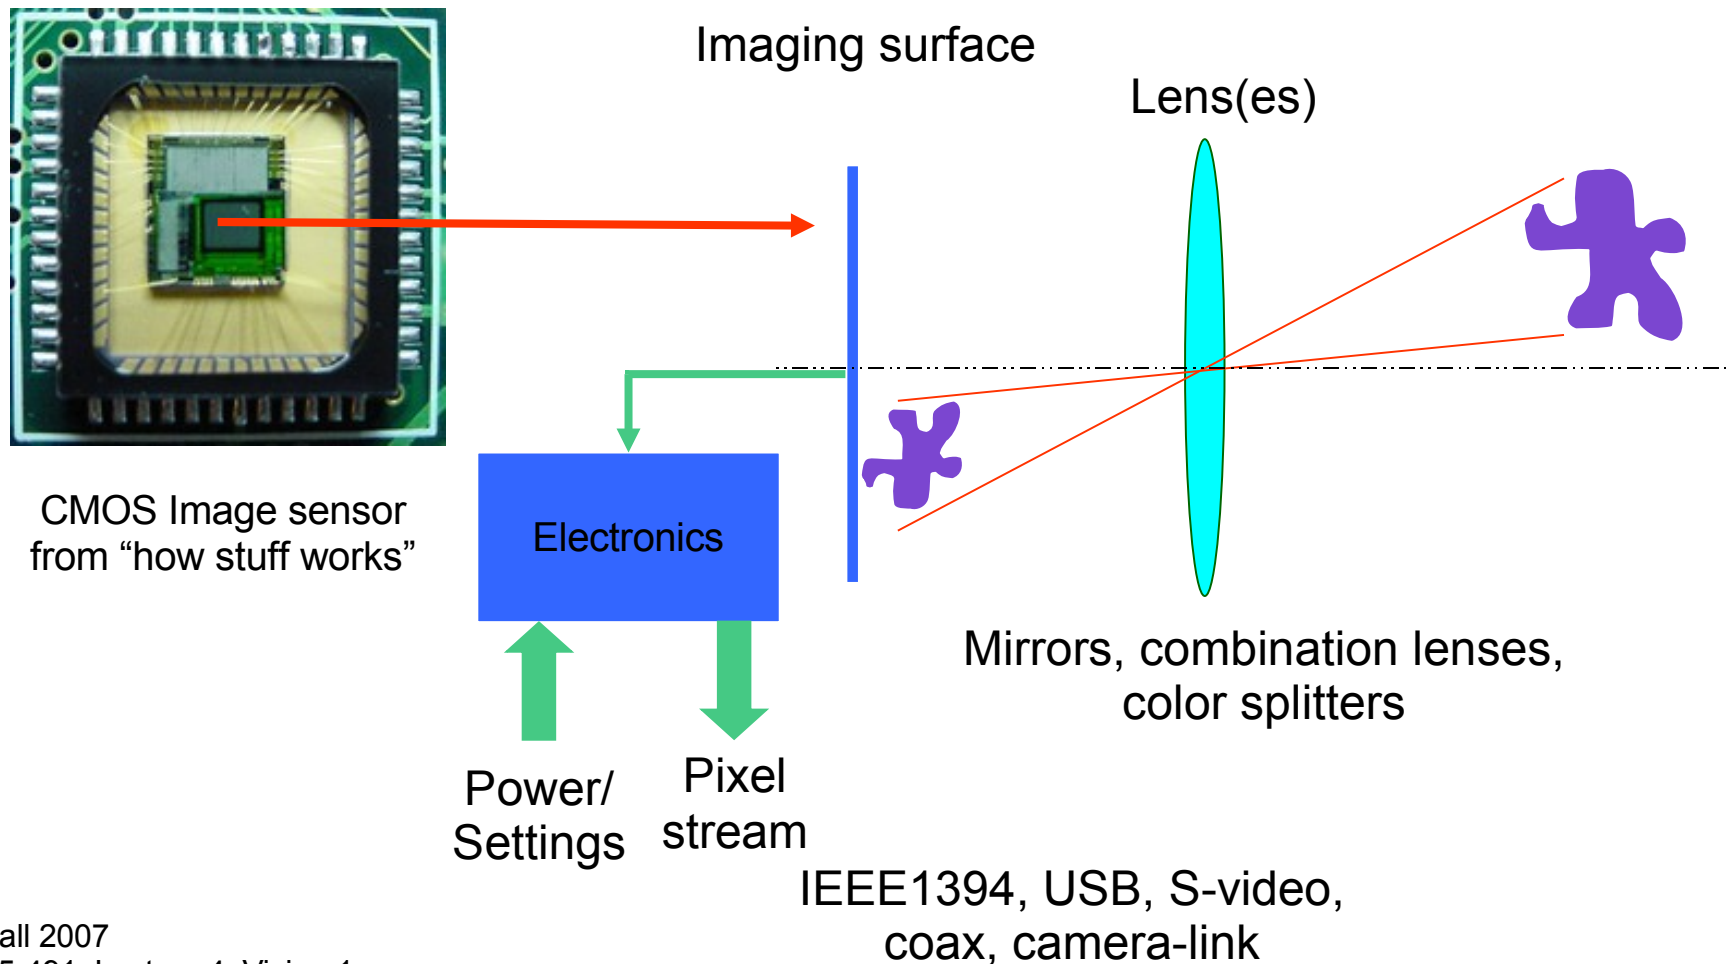 Imaging surface
Lens(es)
CMOS Image sensor
from “how stuff works”
Electronics
Mirrors, combination lenses,
color splitters
Power/
Settings
Pixel
stream
IEEE1394, USB, S-video,
coax, camera-link
all 2007